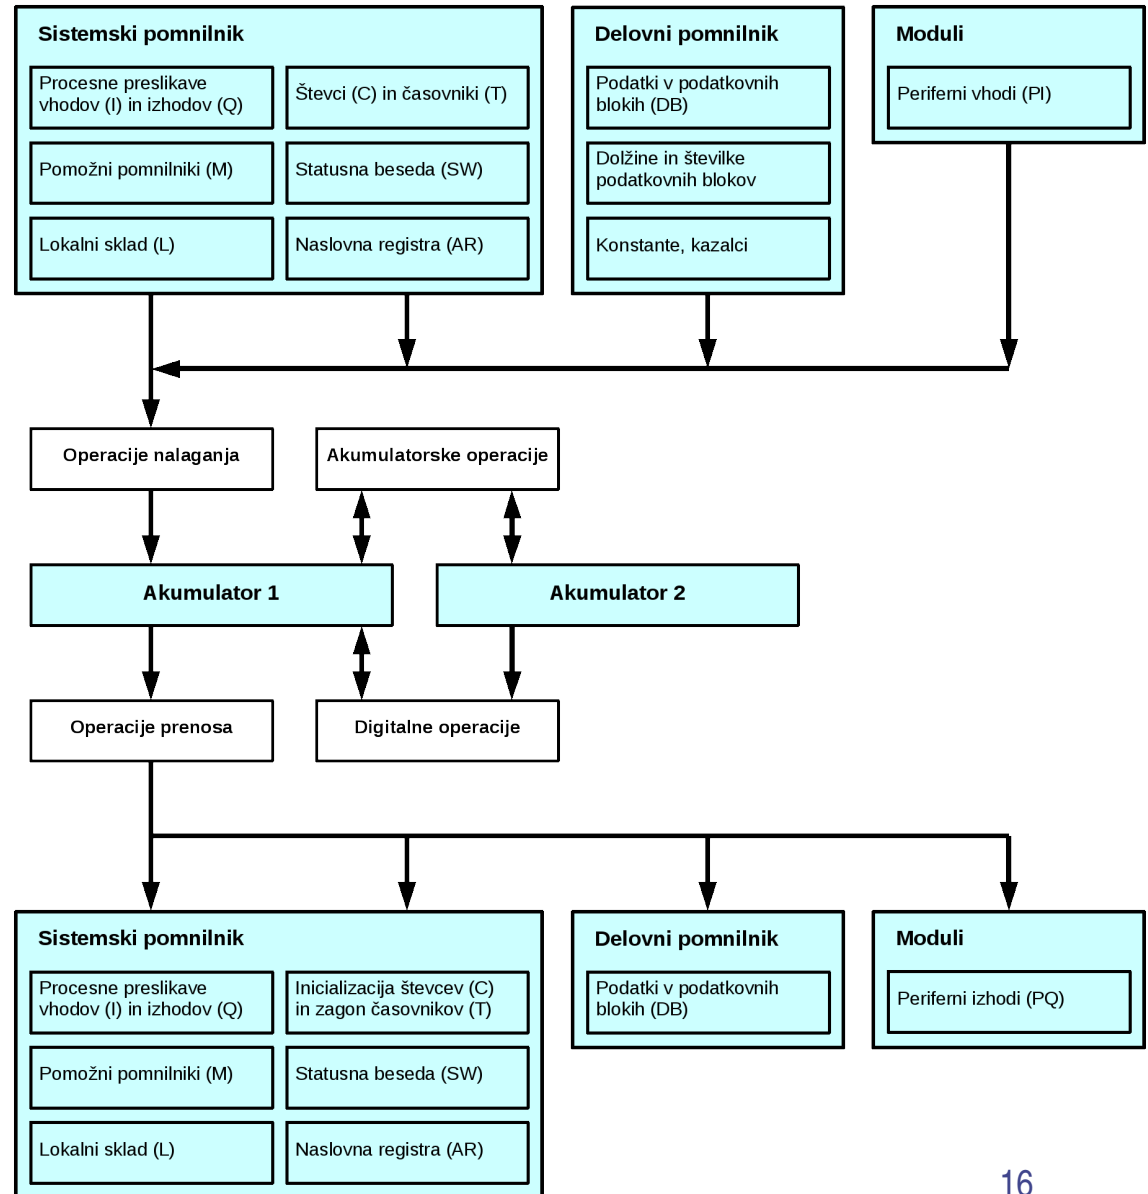 Sistemski pomnilnik
Procesne preslikave
vhodov (I) in izhodov (Q)
Števci (C) in časovniki (T)
Pomožni pomnilniki (M)
Statusna beseda (SW)
Lokalni sklad (L)
Naslovna registra (AR)
Delovni pomnilnik
Podatki v podatkovnih
blokih (DB)
Dolžine in številke
podatkovnih blokov
Konstante, kazalci
Moduli
Periferni vhodi (PI)
Operacije nalaganja
Akumulatorske operacije
Akumulator 1
Akumulator 2
Operacije prenosa
Digitalne operacije
Sistemski pomnilnik
Procesne preslikave
vhodov (I) in izhodov (Q)
Inicializacija števcev (C)
in zagon časovnikov (T)
Pomožni pomnilniki (M)
Statusna beseda (SW)
Lokalni sklad (L)
Naslovna registra (AR)
Delovni pomnilnik
Podatki v podatkovnih
blokih (DB)
Moduli
Periferni izhodi (PQ)
16